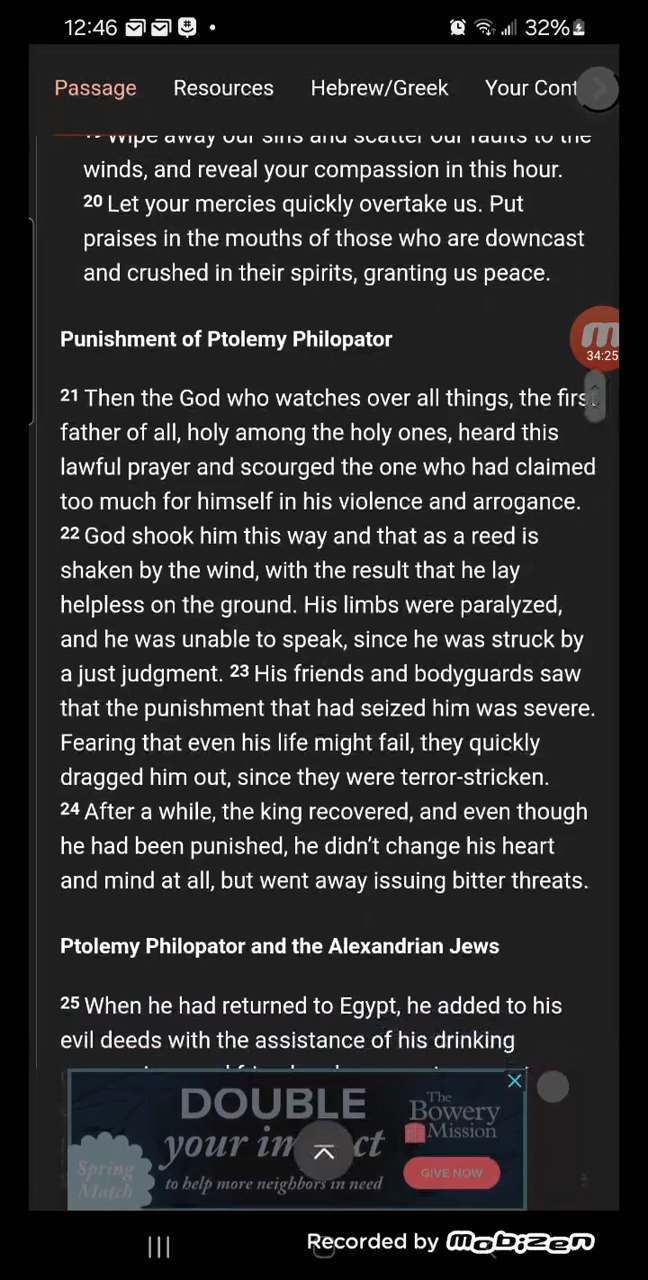 12:46
32%
Passage Resources Hebrew/Greek Your Cont
Wipe away our sins and scatter our faults to the
winds, and reveal your compassion in this hour.
20 Let your mercies quickly overtake us. Put
praises in the mouths of those who are downcast
and crushed in their spirits, granting us peace.
Punishment of Ptolemy Philopator
34:25
21 Then the God who watches over all things, the first
father of all, holy among the holy ones, heard this
lawful prayer and scourged the one who had claimed
too much for himself in his violence and arrogance.
22 God shook him this way and that as a reed is
shaken by the wind, with the result that he lay
helpless on the ground. His limbs were paralyzed,
and he was unable to speak, since he was struck by
a just judgment. 23 His friends and bodyguards saw
that the punishment that had seized him was severe.
Fearing that even his life might fail, they quickly
dragged him out, since they were terror-stricken.
24 After a while, the king recovered, and even though
he had been punished, he didn't change his heart
and mind at all, but went away issuing bitter threats.
Ptolemy Philopator and the Alexandrian Jews
25 When he had returned to Egypt, he added to his
evil deeds with the assistance of his drinking
DOUBLE
your impact
to help more neighbors in need
Spring
Match
The
Bowery
Mission
GIVE NOW
Recorded by mobizen